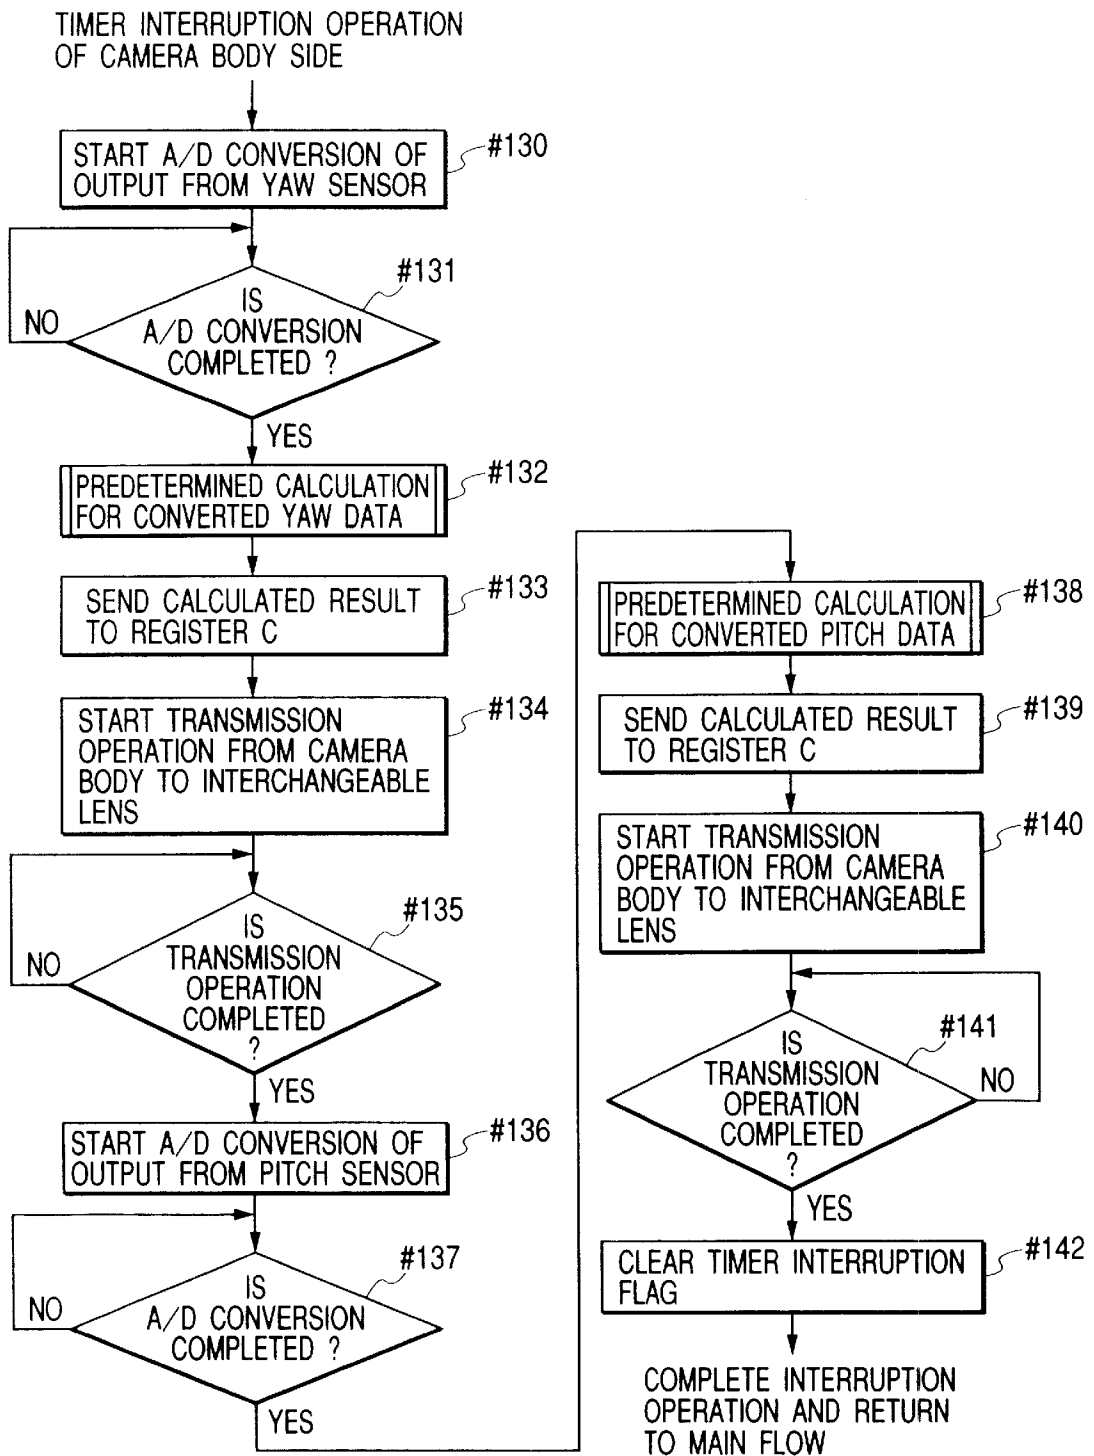 TIMER INTERRUPTION OPERATION
OF CAMERA BODY SIDE
START A/D CONVERSION OF
OUTPUT FROM YAW SENSOR
#130
#131
IS
A/D CONVERSION
COMPLETED ?
NO
YES
PREDETERMINED CALCULATION
FOR CONVERTED YAW DATA
#132
SEND CALCULATED RESULT
TO REGISTER C
#133
START TRANSMISSION
OPERATION FROM CAMERA
BODY TO INTERCHANGEABLE
LENS
#134
#135
IS
TRANSMISSION
OPERATION
COMPLETED
?
NO
YES
START A/D CONVERSION OF
OUTPUT FROM PITCH SENSOR
#136
#137
IS
A/D CONVERSION
COMPLETED ?
NO
YES
PREDETERMINED CALCULATION
FOR CONVERTED PITCH DATA
#138
SEND CALCULATED RESULT
TO REGISTER C
#139
START TRANSMISSION
OPERATION FROM CAMERA
BODY TO INTERCHANGEABLE
LENS
#140
#141
IS
TRANSMISSION
OPERATION
COMPLETED
?
NO
YES
CLEAR TIMER INTERRUPTION
FLAG
#142
COMPLETE INTERRUPTION
OPERATION AND RETURN
TO MAIN FLOW